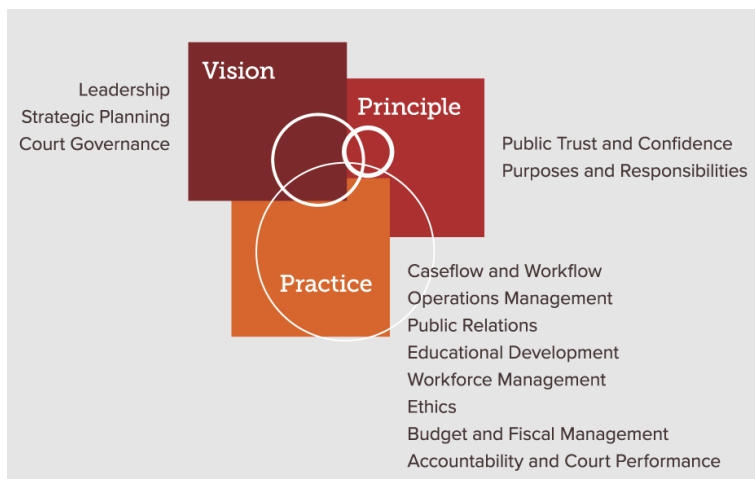 Vision
Leadership
Strategic Planning
Court Governance
Principle
Public Trust and Confidence
Purposes and Responsibilities
Practice
Caseflow and Workflow
Operations Management
Public Relations
Educational Development
Workforce Management
Ethics
Budget and Fiscal Management
Accountability and Court Performance